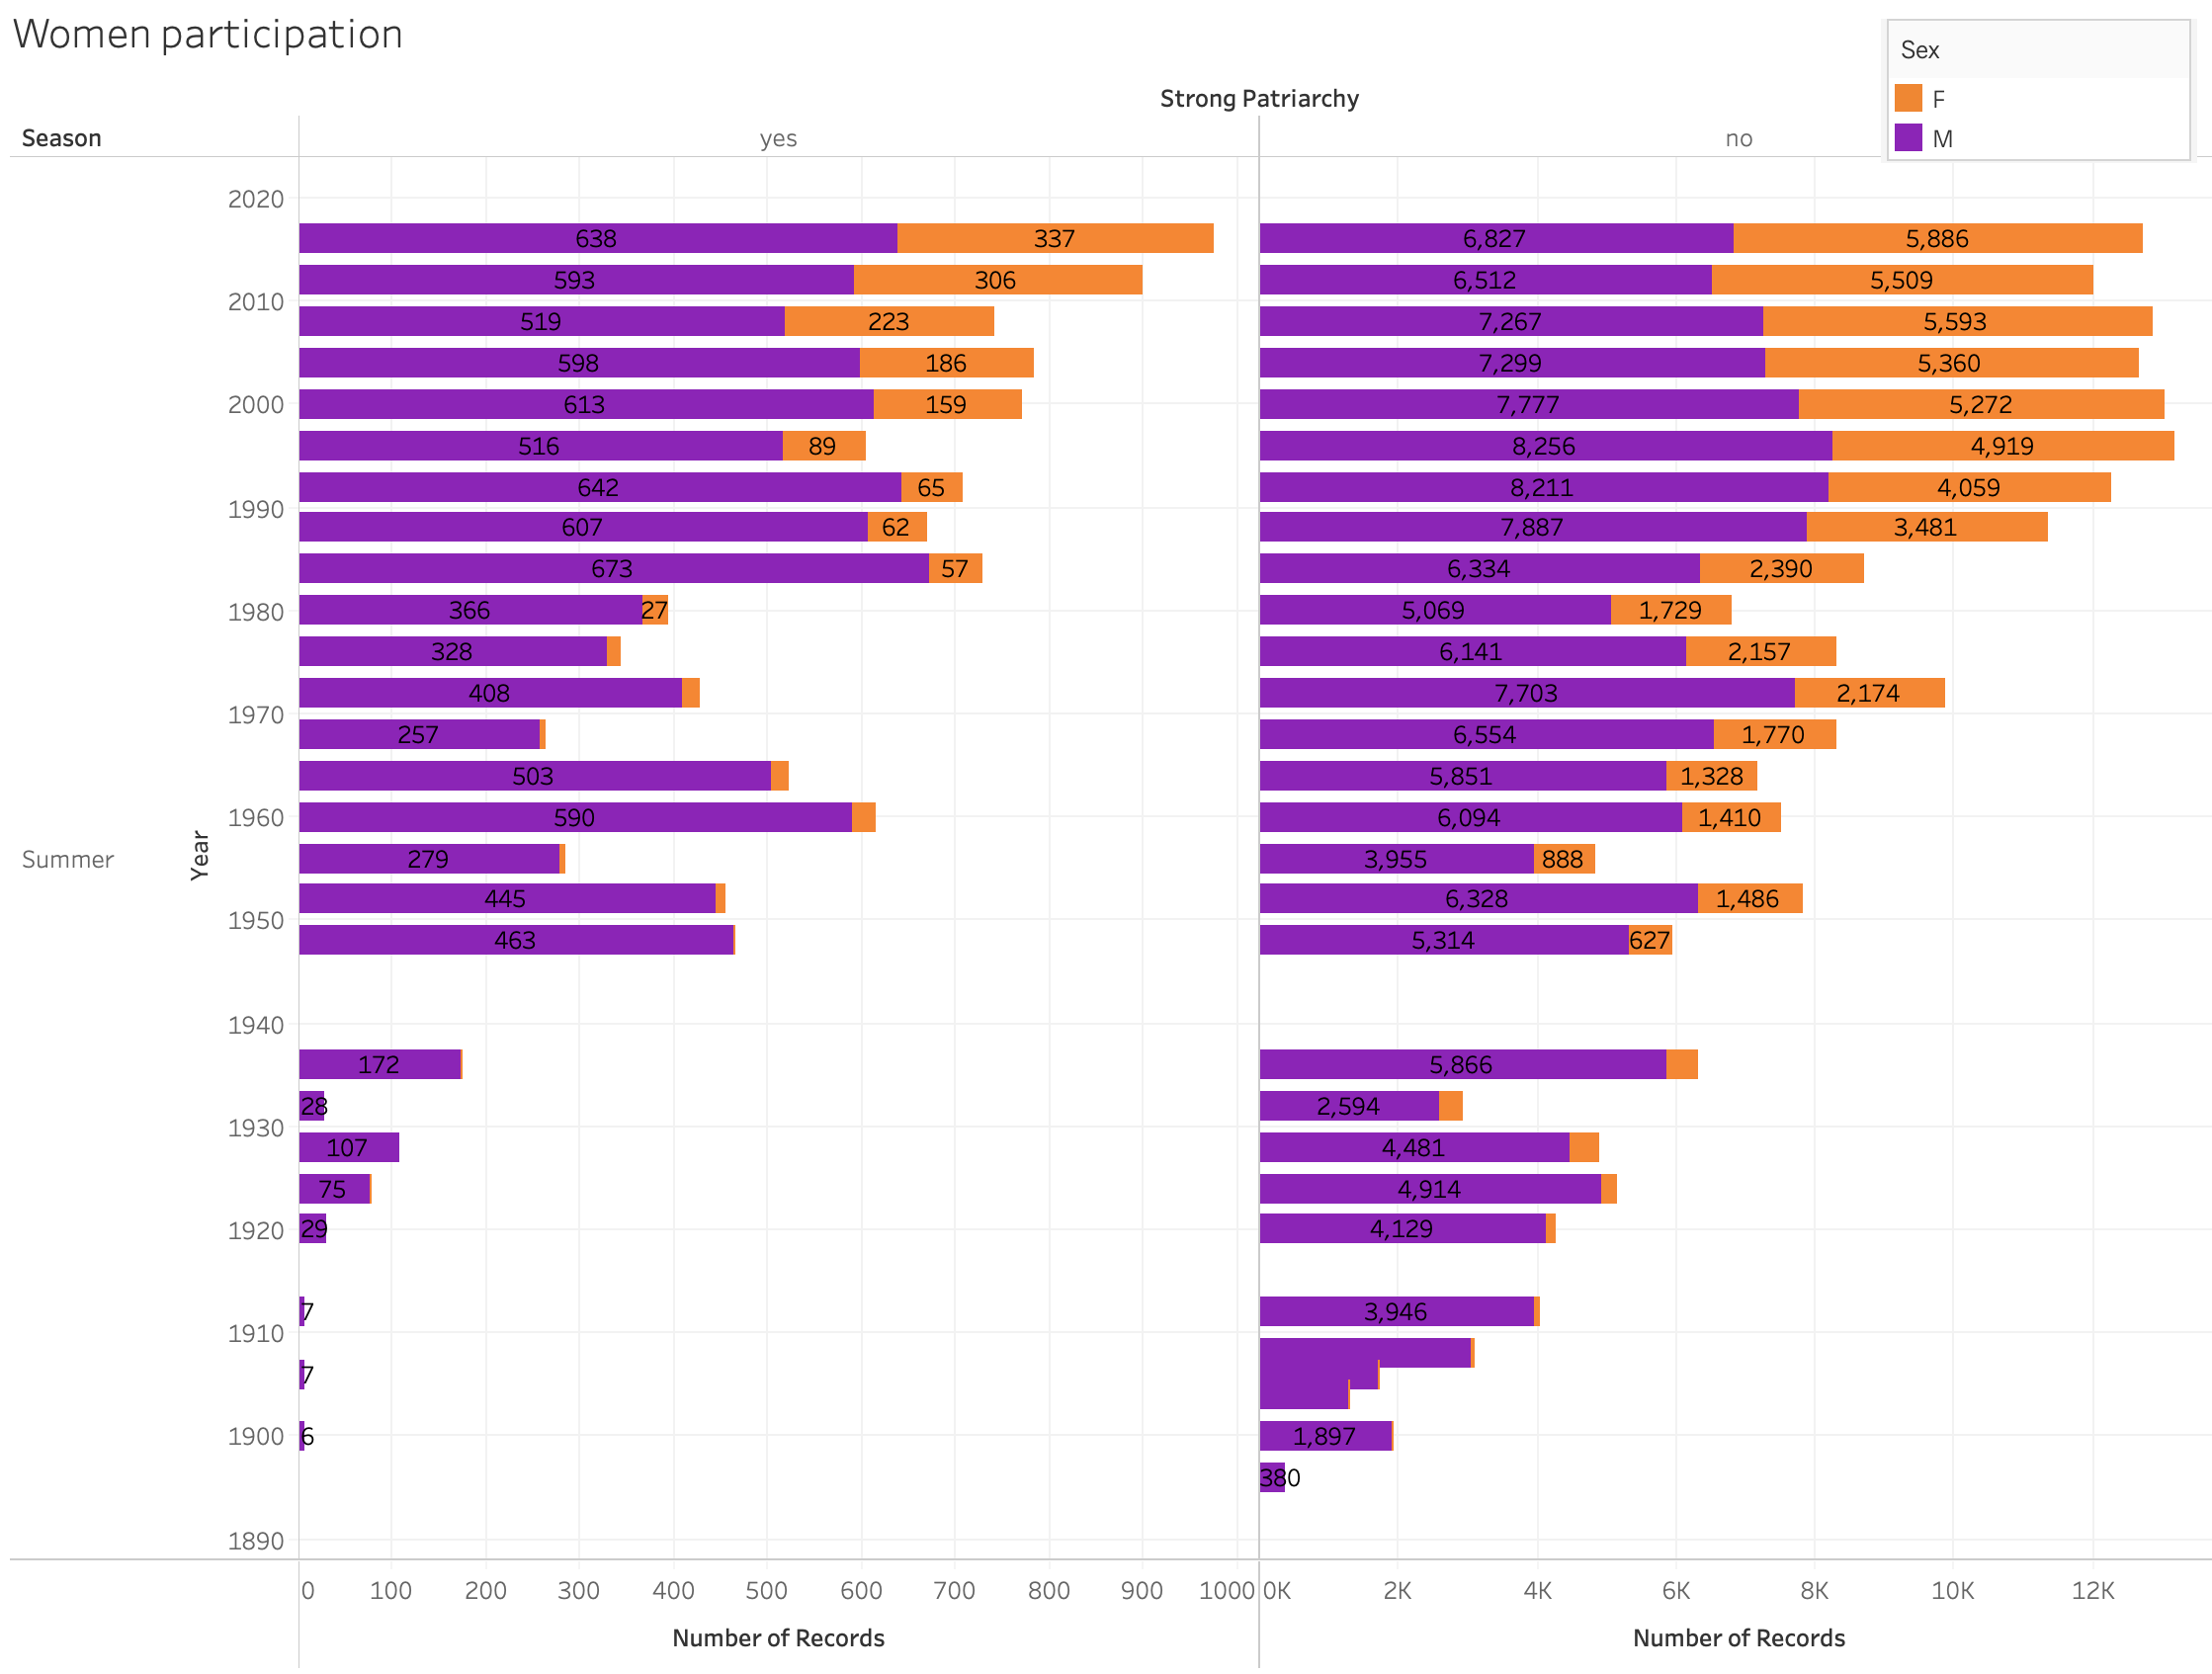 Women participation
Sex
F
M
Strong Patriarchy
Season
yes
no
2020
638 337 6,827 5,886
593 306 6,512 5,509
2010
519 223 7,267 5,593
598 186 7,299 5,360
2000 613 159 7,777 5,272
516 89 8,256 4,919
642 65 8,211 4,059
1990
607 62 7,887 3,481
673 57 6,334 2,390
1980 366 27 5,069 1,729
328 6,141 2,157
408 7,703 2,174
1970
257 6,554 1,770
503 5,851 1,328
1960 590 6,094 1,410
Summer
Year
279 3,955 888
445 6,328 1,486
1950
463 5,314 627
1940
172 5,866
28 2,594
1930
107 4,481
75 4,914
1920 29 4,129
7 3,946
1910
7
1900 6 1,897
380
1890
0 100 200 300 400 500 600 700 800 900 1000 0K 2K 4K 6K 8K 10K 12K
Number of Records
Number of Records